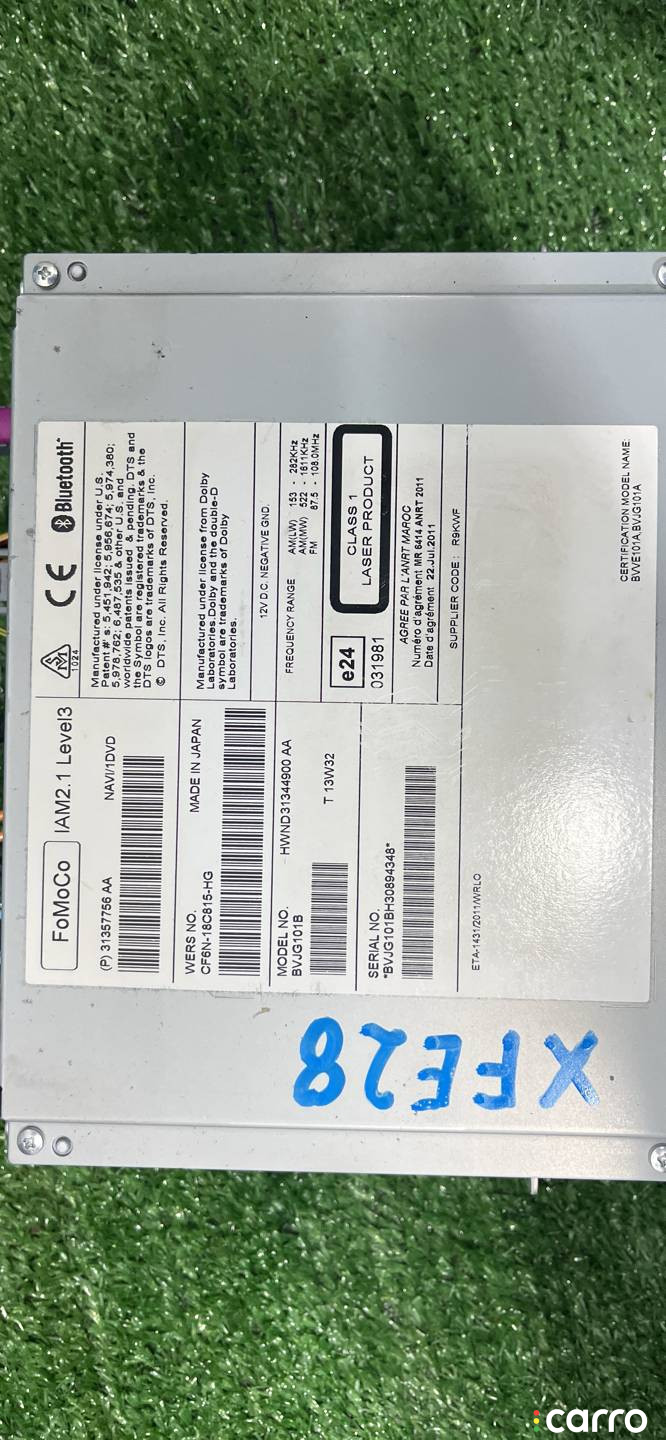 FoMoCo IAM2.1 Level3
(P) 31357756 AA NAVI/1DVD
WERS NO. MADE IN JAPAN
CF6N-18C815-HG
MODEL NO. HWND31344900 AA
BVJG101B
T 13W32
SERIAL NO.
*BVJG101BH30894348*
ETA-1431/2011/WRLO
1024
CE Bluetooth
Manufactured under license under U.S.
Patent #' s: 5,451,942; 5,956,674; 5,974,380;
5,978,762; 6,487,535 & other U.S. and
worldwide patents issued & pending. DTS and
the Symbol are registered trademarks & the
DTS logos are trademarks of DTS, Inc.
© DTS, Inc. All Rights Reserved.
Manufactured under license from Dolby
Laboratories.Dolby and the double-D
symbol are trademarks of Dolby
Laboratories.
12V D.C. NEGATIVE GND.
FREQUENCY RANGE AM(LW) 153 - 282KHz
AM(MW) 522 - 1611KHz
FM 87.5 - 108.0MHz
e24
031981
CLASS 1
LASER PRODUCT
AGREE PAR L'ANRT MAROC
Numéro d'agrément MR 6414 ANRT 2011
Date d'agrément 22.Jul.2011
SUPPLIER CODE : R9KWF
CERTIFICATION MODEL NAME:
BVVE101A,BVJG101A
XFE28
carro